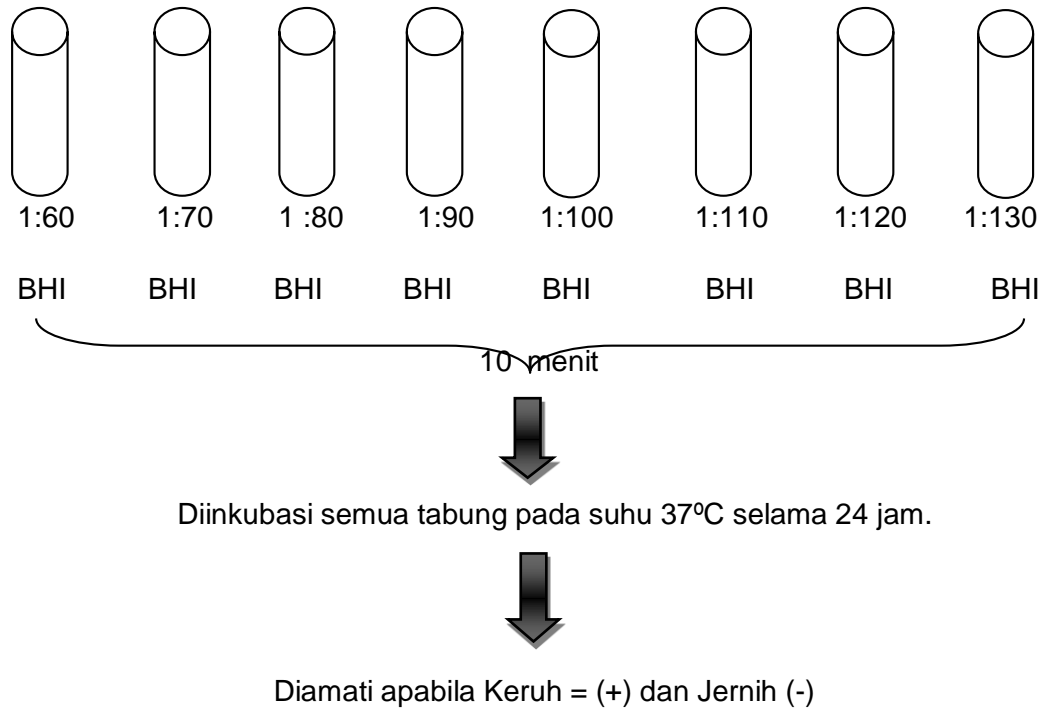 1:60 1:70 1 :80 1:90 1:100 1:110 1:120 1:130
BHI BHI BHI BHI BHI BHI BHI BHI
10 menit
Diinkubasi semua tabung pada suhu 37ºC selama 24 jam.
Diamati apabila Keruh = (+) dan Jernih (-)